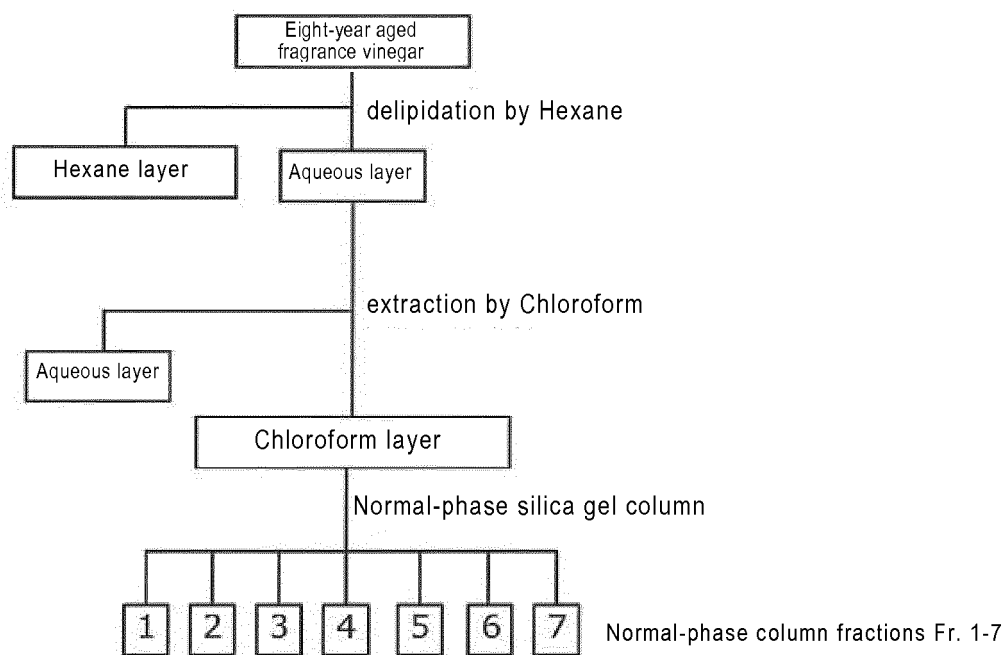 Eight-year aged
fragrance vinegar
delipidation by Hexane
Hexane layer
Aqueous layer
extraction by Chloroform
Aqueous layer
Chloroform layer
Normal-phase silica gel column
1 2 3 4 5 6 7
Normal-phase column fractions Fr. 1-7